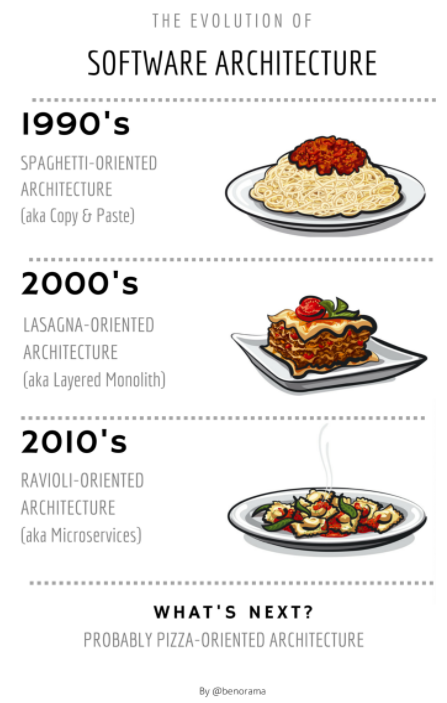 THE EVOLUTION OF
SOFTWARE ARCHITECTURE
1990's
SPAGHETTI-ORIENTED
ARCHITECTURE
(aka Copy & Paste)
2000's
LASAGNA-ORIENTED
ARCHITECTURE
(aka Layered Monolith)
2010's
RAVIOLI-ORIENTED
ARCHITECTURE
(aka Microservices)
WHAT'S NEXT?
PROBABLY PIZZA-ORIENTED ARCHITECTURE
By @benorama